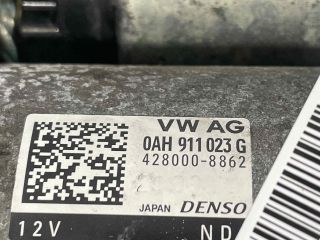 VW AG
0AH 911 023 G
428000-8862
JAPAN DENSO
12V ND